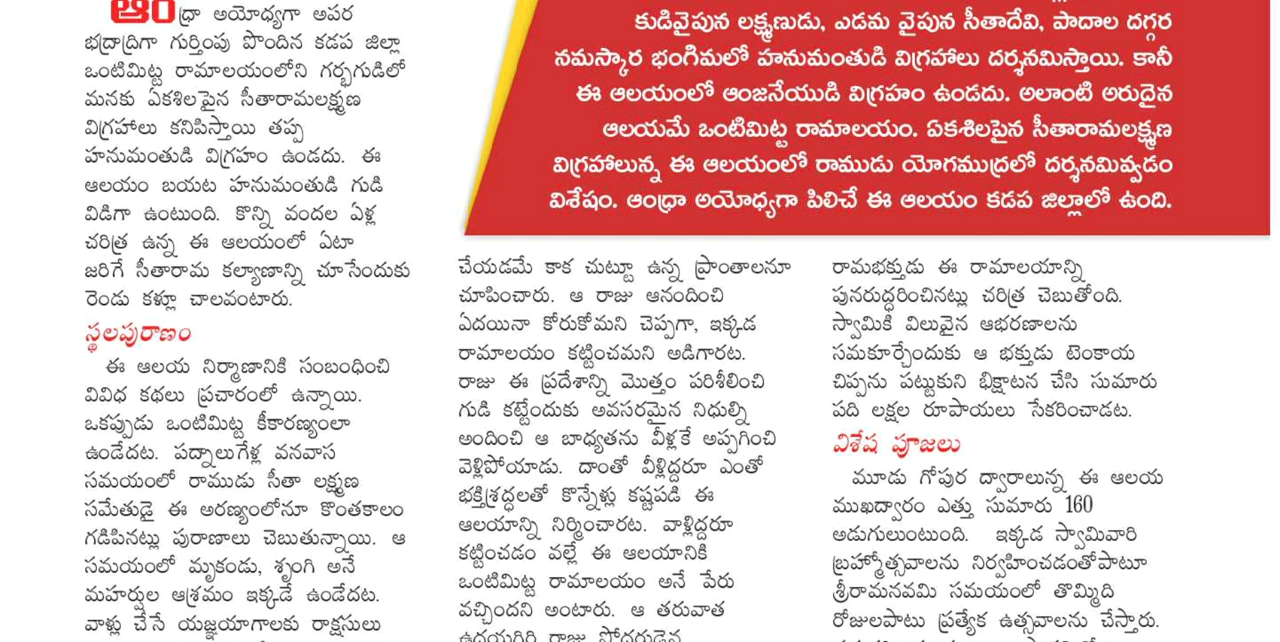 కుడివైపున లక్ష్మణుడు, ఎడమ వైపున సీతాదేవి, పాదాల దగ్గర
నమస్కార భంగిమలో హనుమంతుడి విగ్రహాలు దర్శనమిస్తాయి. కానీ
ఈ ఆలయంలో ఆంజనేయుడి విగ్రహం ఉండదు. అలాంటి అరుదైన
ఆలయమే ఒంటిమిట్ట రామాలయం. ఏకశిలపైన సీతారామలక్ష్మణ
విగ్రహాలున్న ఈ ఆలయంలో రాముడు యోగముద్రలో దర్శనమివ్వడం
విశేషం. ఆంధ్రా అయోధ్యగా పిలిచే ఈ ఆలయం కడప జిల్లాలో ఉంది.
ఆంధ్రా అయోధ్యగా అపర
భద్రాద్రిగా గుర్తింపు పొందిన కడప జిల్లా
ఒంటిమిట్ట రామాలయంలోని గర్భగుడిలో
మనకు ఏకశిలపైన సీతారామలక్ష్మణ
విగ్రహాలు కనిపిస్తాయి తప్ప
హనుమంతుడి విగ్రహం ఉండదు. ఈ
ఆలయం బయట హనుమంతుడి గుడి
విడిగా ఉంటుంది. కొన్ని వందల ఏళ్ల
చరిత్ర ఉన్న ఈ ఆలయంలో ఏటా
జరిగే సీతారామ కల్యాణాన్ని చూసేందుకు
రెండు కళ్లూ చాలవంటారు.
స్థలపురాణం
ఈ ఆలయ నిర్మాణానికి సంబంధించి
వివిధ కథలు ప్రచారంలో ఉన్నాయి.
ఒకప్పుడు ఒంటిమిట్ట కీకారణ్యంలా
ఉండేదట. పద్నాలుగేళ్ల వనవాస
సమయంలో రాముడు సీతా లక్ష్మణ
సమేతుడై ఈ అరణ్యంలోనూ కొంతకాలం
గడిపినట్లు పురాణాలు చెబుతున్నాయి. ఆ
సమయంలో మృకండు, శృంగి అనే
మహర్షుల ఆశ్రమం ఇక్కడే ఉండేదట.
వాళ్లు చేసే యజ్ఞయాగాలకు రాక్షసులు
చేయడమే కాక చుట్టూ ఉన్న ప్రాంతాలనూ
చూపించారు. ఆ రాజు ఆనందించి
ఏదయినా కోరుకోమని చెప్పగా, ఇక్కడ
రామాలయం కట్టించమని అడిగారట.
రాజు ఈ ప్రదేశాన్ని మొత్తం పరిశీలించి
గుడి కట్టేందుకు అవసరమైన నిధుల్ని
అందించి ఆ బాధ్యతను వీళ్లకే అప్పగించి
వెళ్లిపోయాడు. దాంతో వీళ్లిద్దరూ ఎంతో
భక్తిశ్రద్ధలతో కొన్నేళ్లు కష్టపడి ఈ
ఆలయాన్ని నిర్మించారట. వాళ్లిద్దరూ
కట్టించడం వల్లే ఈ ఆలయానికి
ఒంటిమిట్ట రామాలయం అనే పేరు
వచ్చిందని అంటారు. ఆ తరువాత
ఉదయగిరి రాజు సోదరుడైన
రామభక్తుడు ఈ రామాలయాన్ని
పునరుద్ధరించినట్లు చరిత్ర చెబుతోంది.
స్వామికి విలువైన ఆభరణాలను
సమకూర్చేందుకు ఆ భక్తుడు టెంకాయ
చిప్పను పట్టుకుని భిక్షాటన చేసి సుమారు
పది లక్షల రూపాయలు సేకరించాడట.
విశేష పూజలు
మూడు గోపుర ద్వారాలున్న ఈ ఆలయ
ముఖద్వారం ఎత్తు సుమారు 160
అడుగులుంటుంది. ఇక్కడ స్వామివారి
బ్రహ్మోత్సవాలను నిర్వహించడంతోపాటూ
శ్రీరామనవమి సమయంలో తొమ్మిది
రోజులపాటు ప్రత్యేక ఉత్సవాలను చేస్తారు.